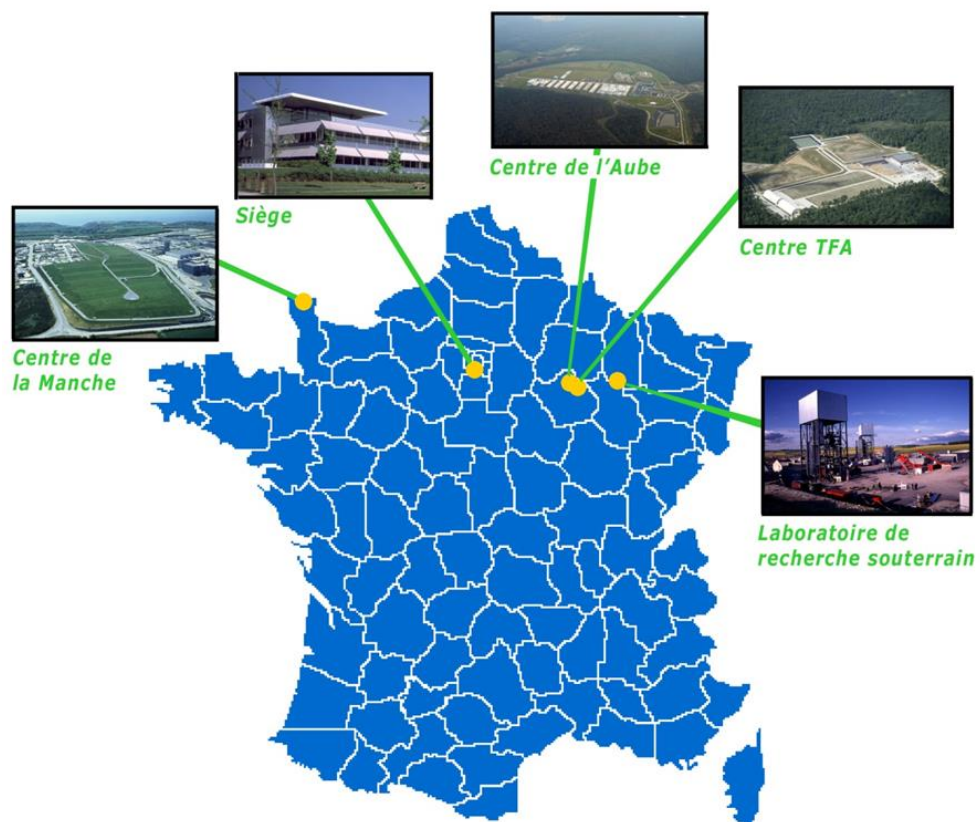 Centre de l'Aube
Siège
Centre TFA
Centre de
la Manche
Laboratoire de
recherche souterrain